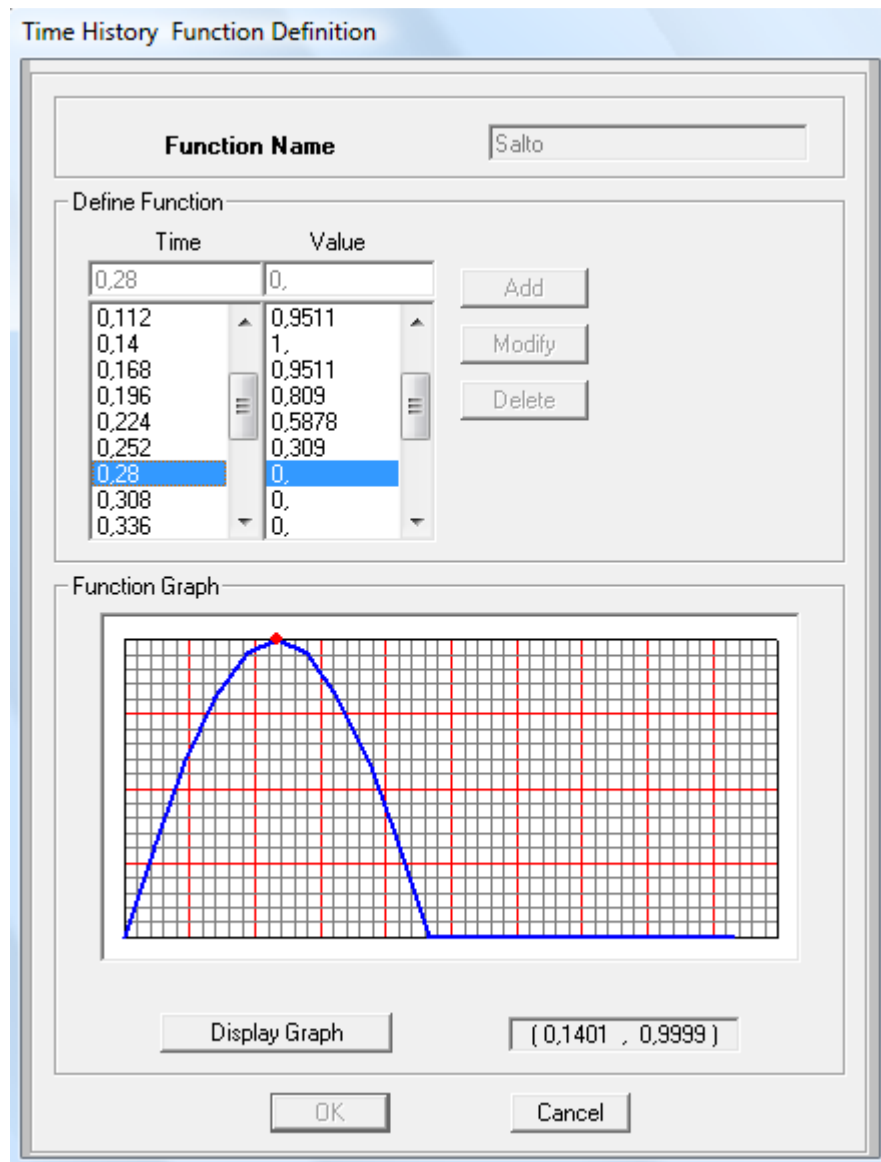 Time History Function Definition
Function Name Salto
Define Function
Time Value
0,28 0,
0,112 0,9511
0,14 1,
0,168 0,9511
0,196 0,809
0,224 0,5878
0,252 0,309
0,28 0,
0,308 0,
0,336 0,
Add
Modify
Delete
Function Graph
Display Graph ( 0,1401 , 0,9999 )
OK Cancel